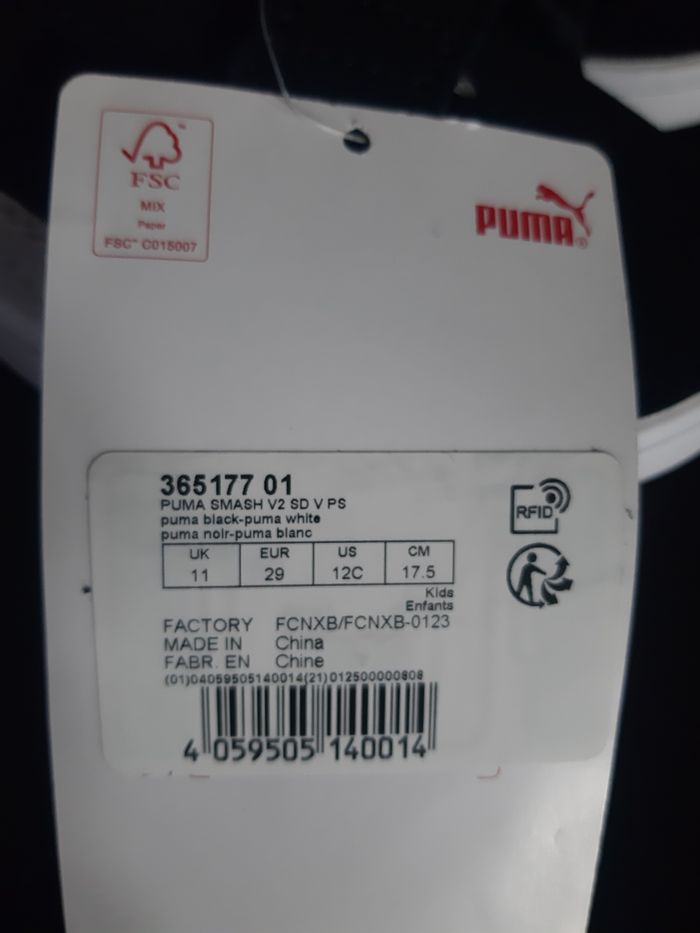 FSC
MIX
Paper
FSC™ C015007
PUMA®
365177 01
PUMA SMASH V2 SD V PS
puma black-puma white
puma noir-puma blanc
UK EUR US CM
11 29 12C 17.5
Kids
Enfants
RFID
FACTORY FCNXB/FCNXB-0123
MADE IN China
FABR. EN Chine
(01)04059505140014(21)012500000808
4 059505 140014